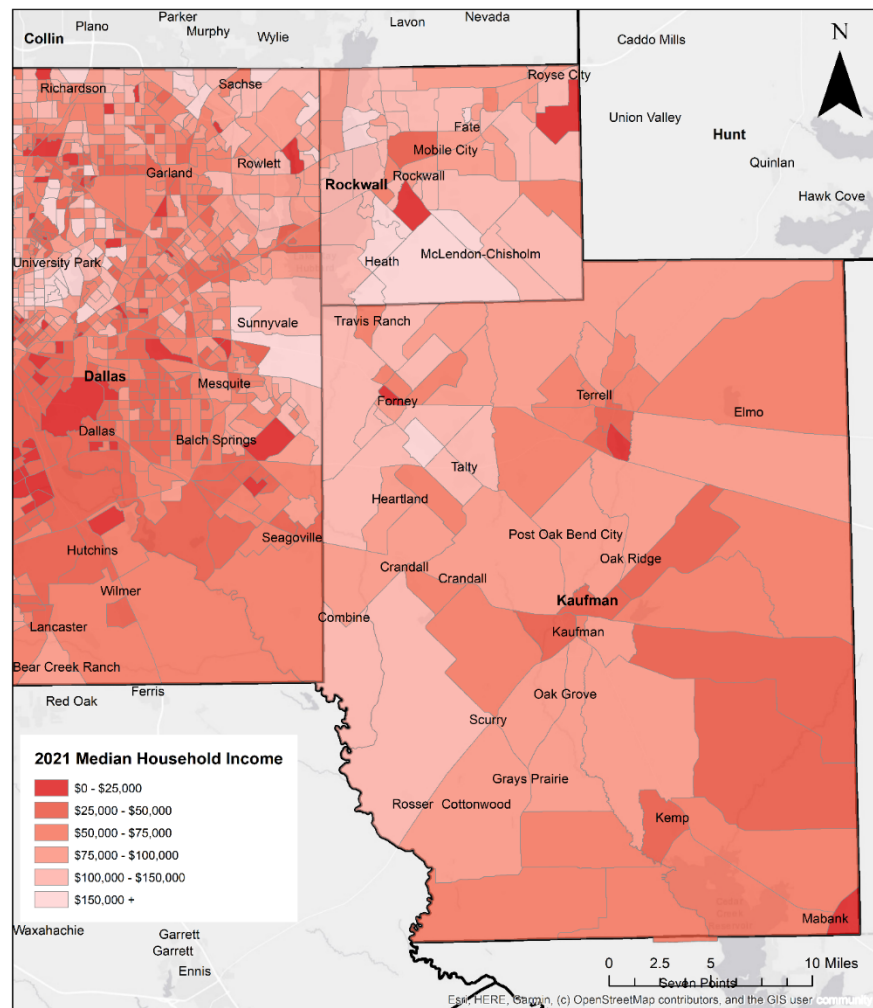 Parker
Lavon
Nevada
Plano
Murphy
Collin
Wylie
Caddo Mills
N
Royse City
Richardson
Sachse
Union Valley
Fate
Hunt
Mobile City
Garland
Rowlett
Quinlan
Rockwall
Rockwall
Hawk Cove
University Park
Heath
McLendon-Chisholm
Sunnyvale
Travis Ranch
Dallas
Mesquite
Forney
Terrell
Elmo
Dallas
Balch Springs
Talty
Heartland
Post Oak Bend City
Seagoville
Hutchins
Oak Ridge
Crandall
Crandall
Wilmer
Kaufman
Combine
Lancaster
Kaufman
Bear Creek Ranch
Red Oak
Ferris
Oak Grove
Scurry
2021 Median Household Income
$0 - $25,000
$25,000 - $50,000
$50,000 - $75,000
$75,000 - $100,000
$100,000 - $150,000
$150,000 +
Grays Prairie
Rosser
Cottonwood
Kemp
Mabank
Waxahachie
Garrett
Garrett
Ennis
0 2.5 5 10 Miles
Seven Points
Esri, HERE, Garmin, (c) OpenStreetMap contributors, and the GIS user community